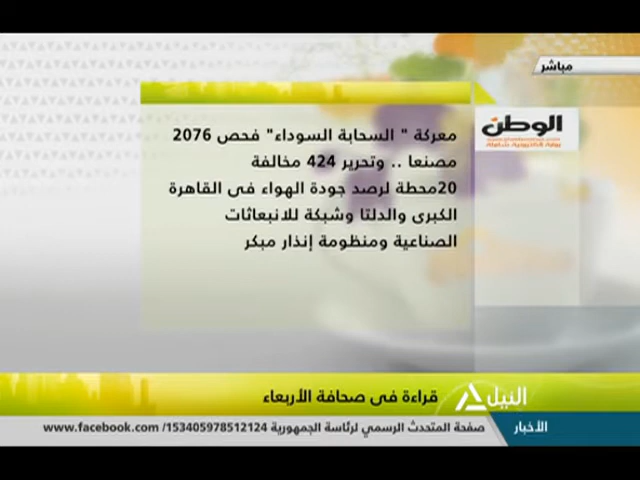 مباشر
الوطن
معركة " السحابة السوداء" فحص 2076
مصنعا .. وتحرير 424 مخالفة
20محطة لرصد جودة الهواء فى القاهرة
الكبرى والدلتا وشبكة للانبعاثات
الصناعية ومنظومة إنذار مبكر
النيل
قراءة فى صحافة الأربعاء
الأخبار
صفحة المتحدث الرسمي لرئاسة الجمهورية www.facebook.com /153405978512124